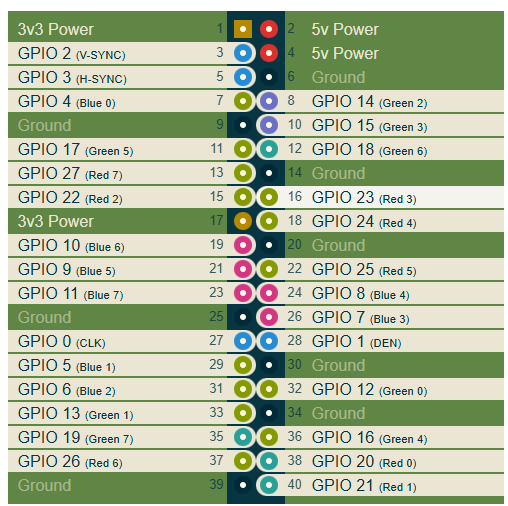 3v3 Power 1 2 5v Power
GPIO 2 (V-SYNC) 3 4 5v Power
GPIO 3 (H-SYNC) 5 6 Ground
GPIO 4 (Blue 0) 7 8 GPIO 14 (Green 2)
Ground 9 10 GPIO 15 (Green 3)
GPIO 17 (Green 5) 11 12 GPIO 18 (Green 6)
GPIO 27 (Red 7) 13 14 Ground
GPIO 22 (Red 2) 15 16 GPIO 23 (Red 3)
3v3 Power 17 18 GPIO 24 (Red 4)
GPIO 10 (Blue 6) 19 20 Ground
GPIO 9 (Blue 5) 21 22 GPIO 25 (Red 5)
GPIO 11 (Blue 7) 23 24 GPIO 8 (Blue 4)
Ground 25 26 GPIO 7 (Blue 3)
GPIO 0 (CLK) 27 28 GPIO 1 (DEN)
GPIO 5 (Blue 1) 29 30 Ground
GPIO 6 (Blue 2) 31 32 GPIO 12 (Green 0)
GPIO 13 (Green 1) 33 34 Ground
GPIO 19 (Green 7) 35 36 GPIO 16 (Green 4)
GPIO 26 (Red 6) 37 38 GPIO 20 (Red 0)
Ground 39 40 GPIO 21 (Red 1)